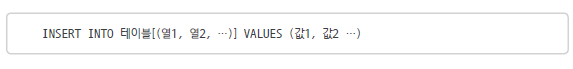 INSERT INTO 테이블[(열1, 열2, …)] VALUES (값1, 값2 …)